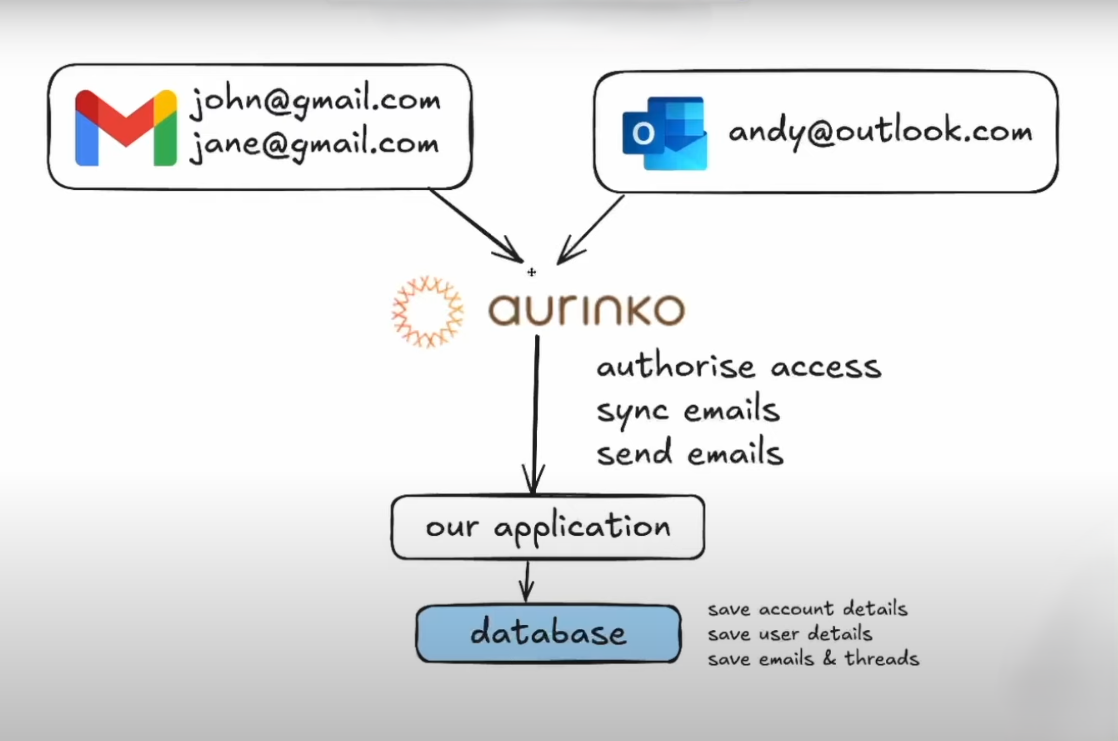 john@gmail.com
jane@gmail.com
O
andy@outlook.com
aurinko
authorise access
sync emails
send emails
our application
database
save account details
save user details
save emails & threads